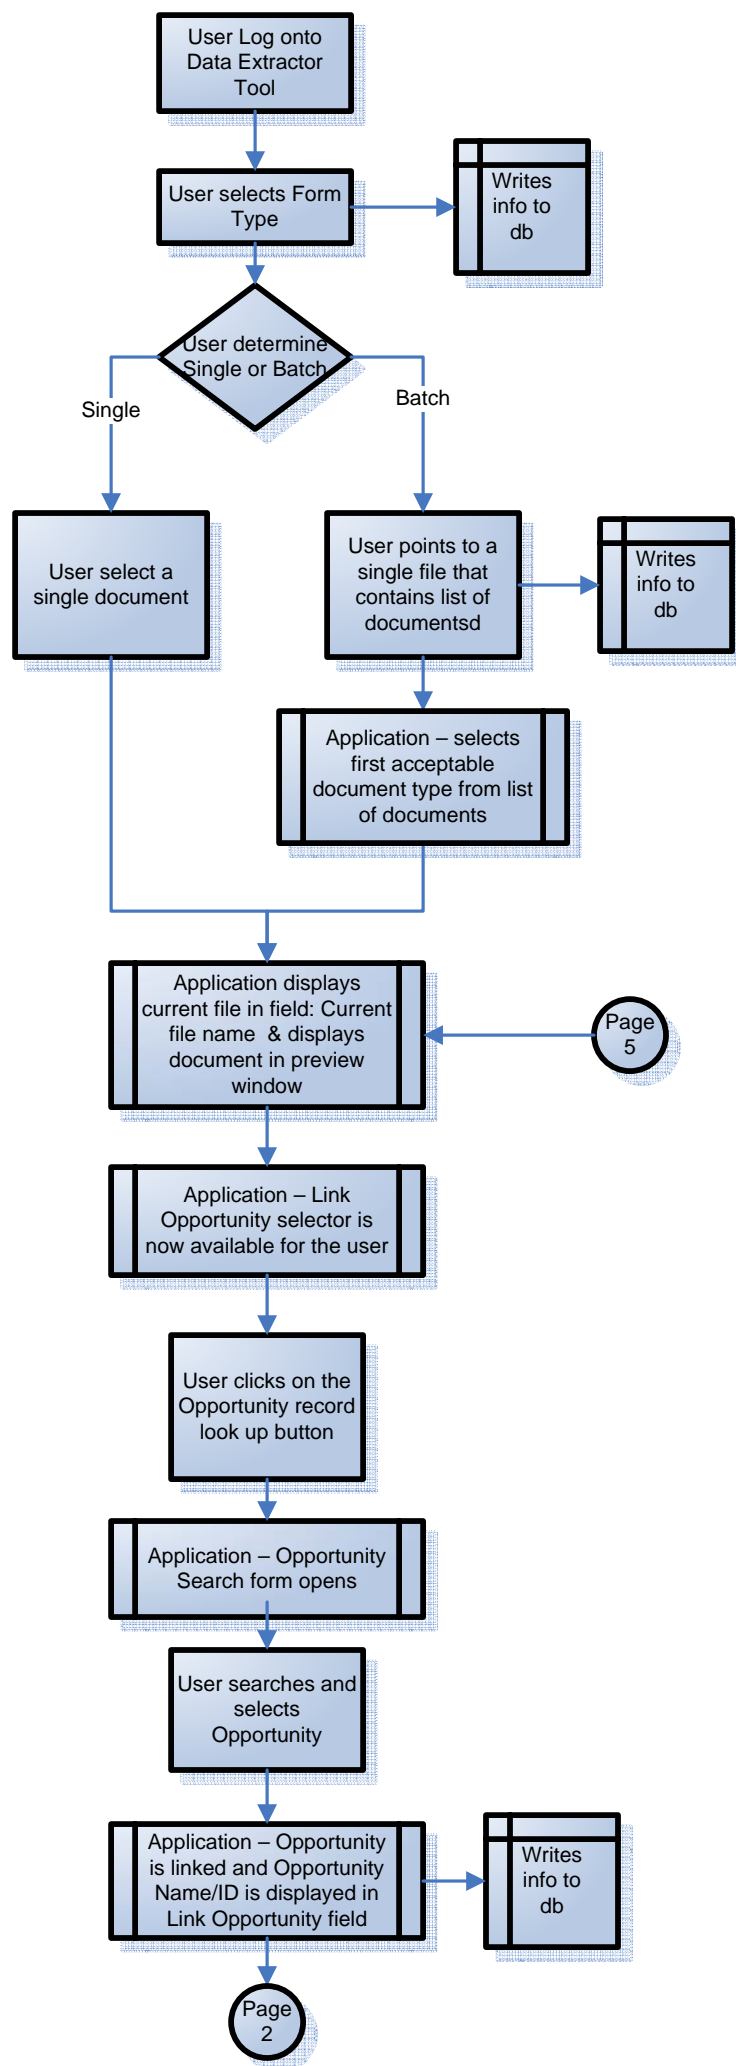 User Log onto
Data Extractor
Tool
User selects Form
Type
Writes
info to
db
User determine
Single or Batch
Single
Batch
User select a
single document
User points to a
single file that
contains list of
documentsd
Writes
info to
db
Application – selects
first acceptable
document type from list
of documents
Application displays
current file in field: Current
file name & displays
document in preview
window
Page
5
Application – Link
Opportunity selector is
now available for the user
User clicks on the
Opportunity record
look up button
Application – Opportunity
Search form opens
User searches and
selects
Opportunity
Application – Opportunity
is linked and Opportunity
Name/ID is displayed in
Link Opportunity field
Writes
info to
db
Page
2